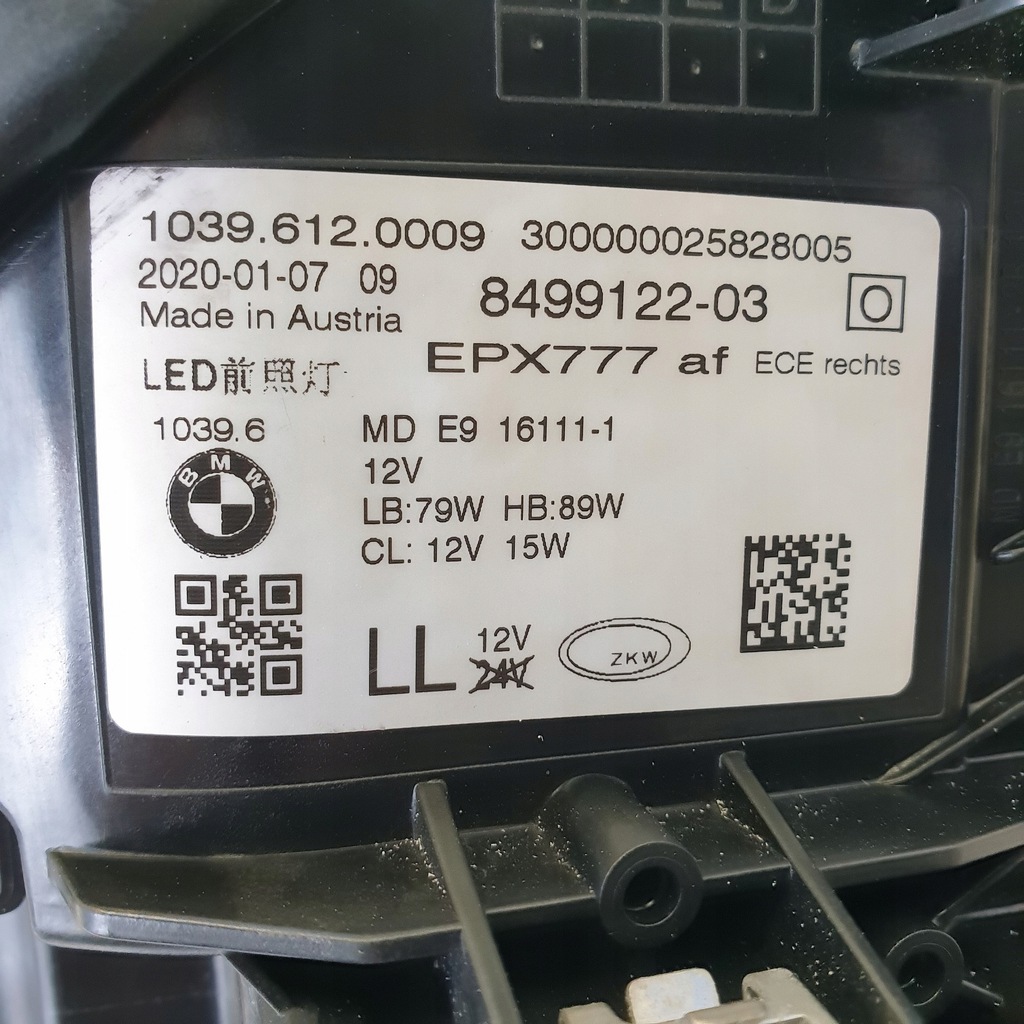 1039.612.0009 300000025828005
2020-01-07 09
8499122-03 O
Made in Austria
EPX777 af ECE rechts
LED前照灯
1039.6 MD E9 16111-1
BMW
12V
LB:79W HB:89W
CL: 12V 15W
LL 12V
24V
ZKW